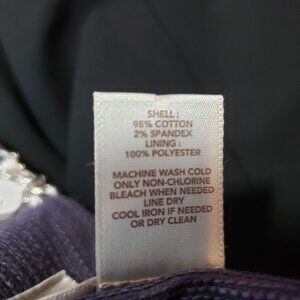 SHELL :
98% COTTON
2% SPANDEX
LINING :
100% POLYESTER
MACHINE WASH COLD
ONLY NON-CHLORINE
BLEACH WHEN NEEDED
LINE DRY
COOL IRON IF NEEDED
OR DRY CLEAN